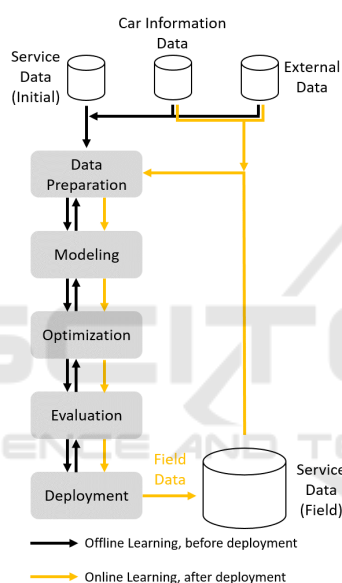 Car Information
Data
Service
Data
(Initial)
External
Data
Data
Preparation
Modeling
Optimization
Evaluation
Deployment
Field
Data
Service
Data
(Field)
Offline Learning, before deployment
Online Learning, after deployment